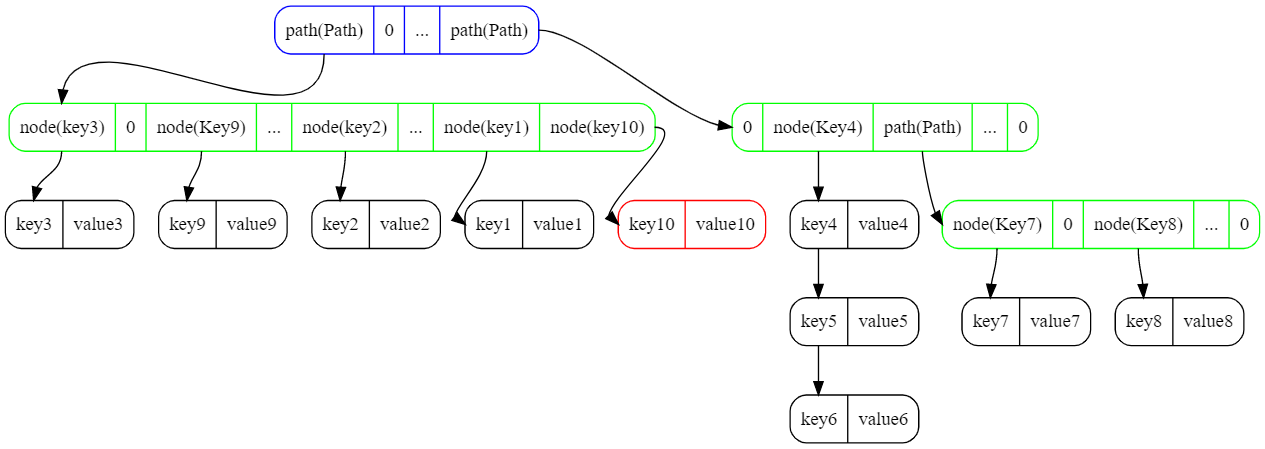 path(Path) 0 ... path(Path)
node(key3) 0 node(Key9) ... node(key2) ... node(key1) node(key10)
0 node(Key4) path(Path) ... 0
key3 value3
key9 value9
key2 value2
key1 value1
key10 value10
key4 value4
node(Key7) 0 node(Key8) ... 0
key5 value5
key7 value7
key8 value8
key6 value6